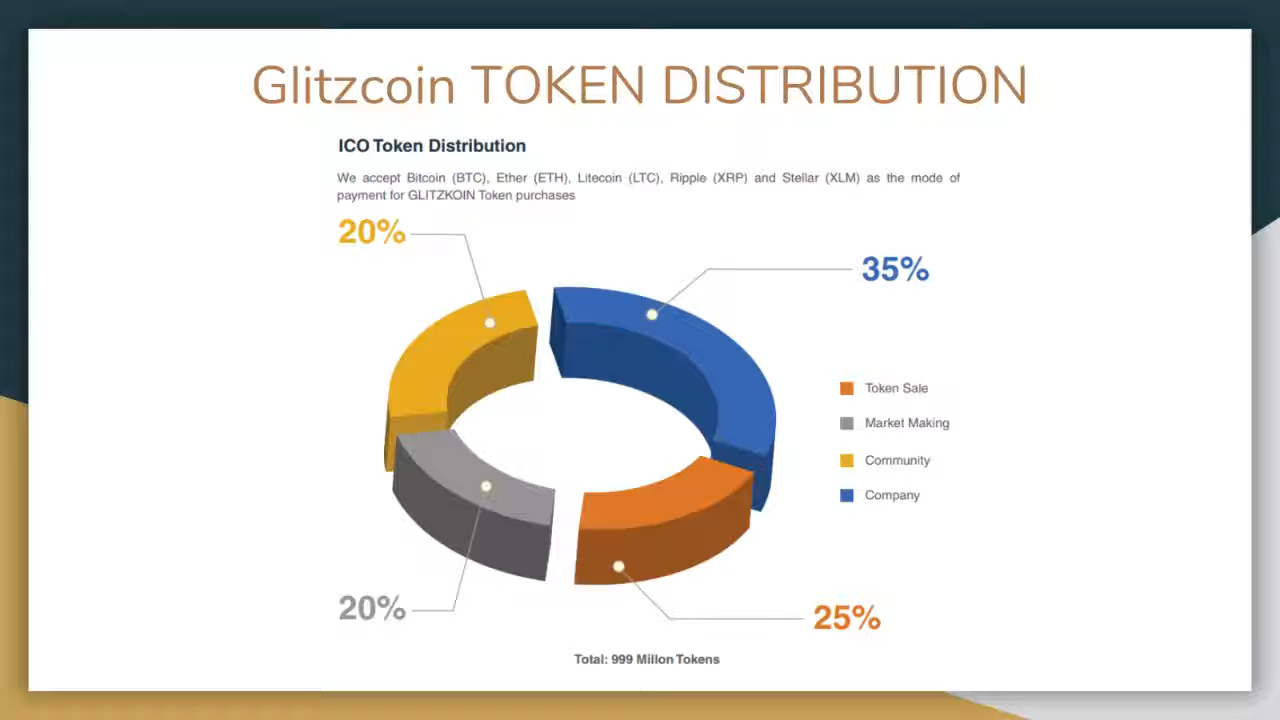 Glitzcoin TOKEN DISTRIBUTION
ICO Token Distribution
We accept Bitcoin (BTC), Ether (ETH), Litecoin (LTC), Ripple (XRP) and Stellar (XLM) as the mode of
payment for GLITZKOIN Token purchases
20%
35%
Token Sale
Market Making
Community
Company
20%
25%
Total: 999 Millon Tokens